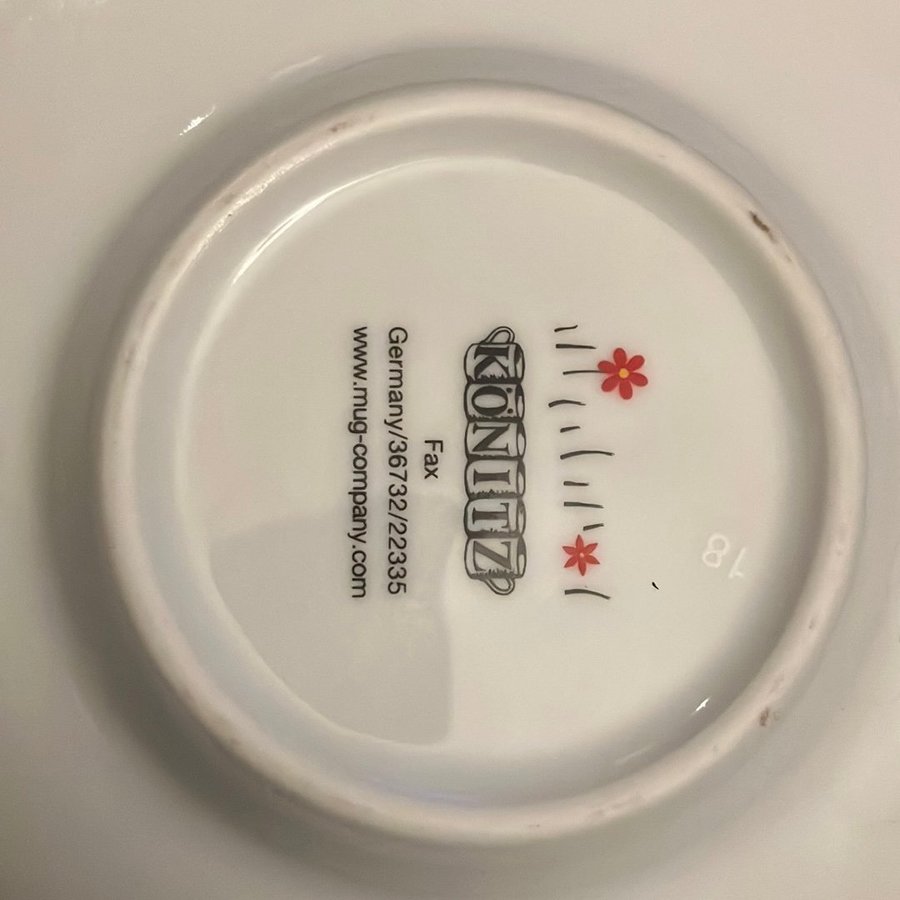 KÖNITZ
Fax
Germany/36732/22335
www.mug-company.com
18